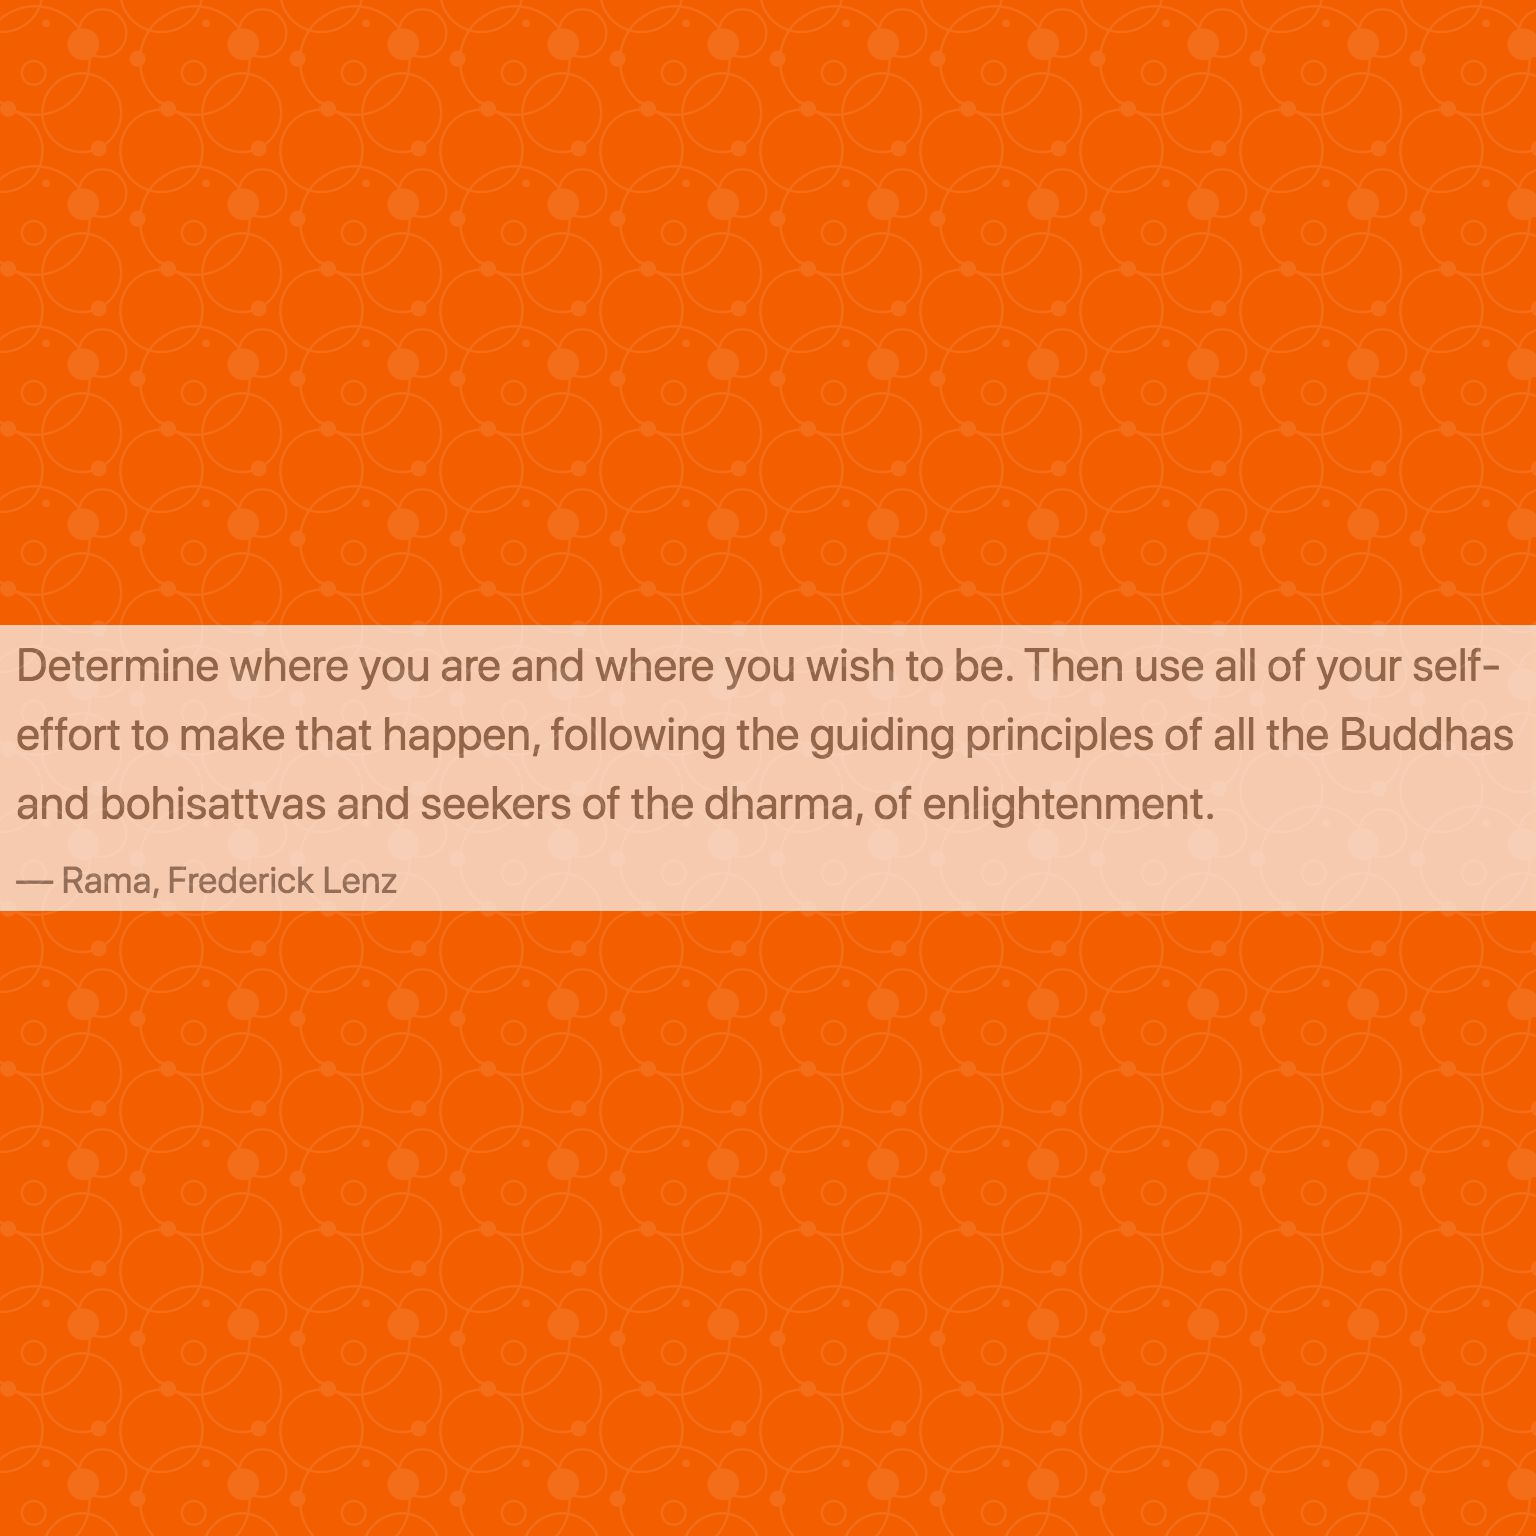 Determine where you are and where you wish to be. Then use all of your self-
effort to make that happen, following the guiding principles of all the Buddhas
and bohisattvas and seekers of the dharma, of enlightenment.
— Rama, Frederick Lenz